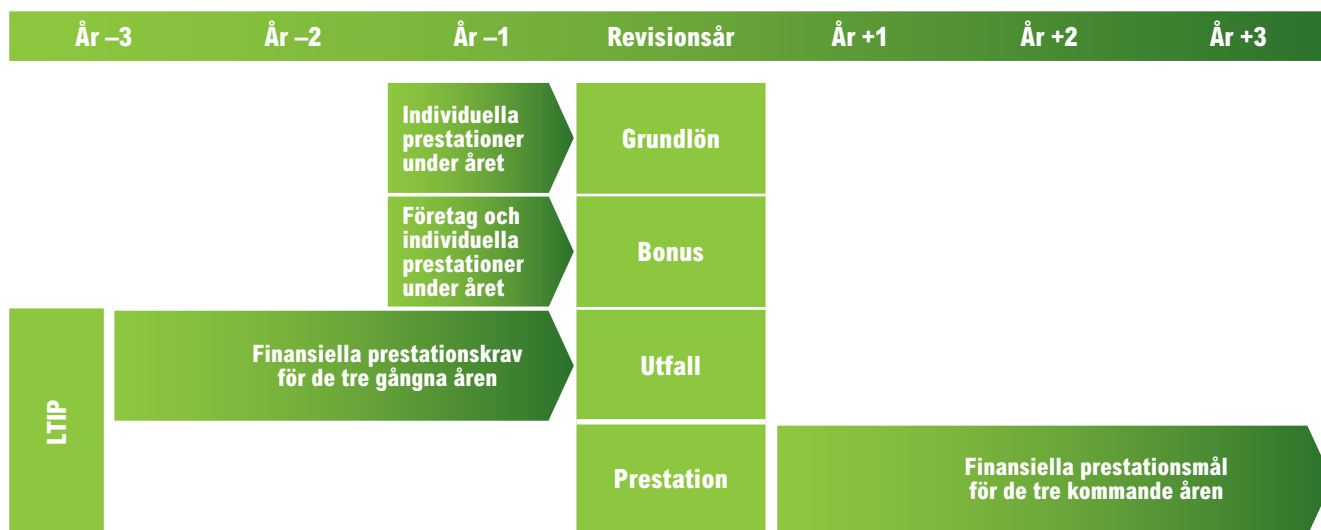 År –3 År –2 År –1 Revisionsår År +1 År +2 År +3
Individuella
prestationer
under året
Grundlön
Företag och
individuella
prestationer
under året
Bonus
LTIP
Finansiella prestationskrav
för de tre gångna åren
Utfall
Prestation
Finansiella prestationsmål
för de tre kommande åren